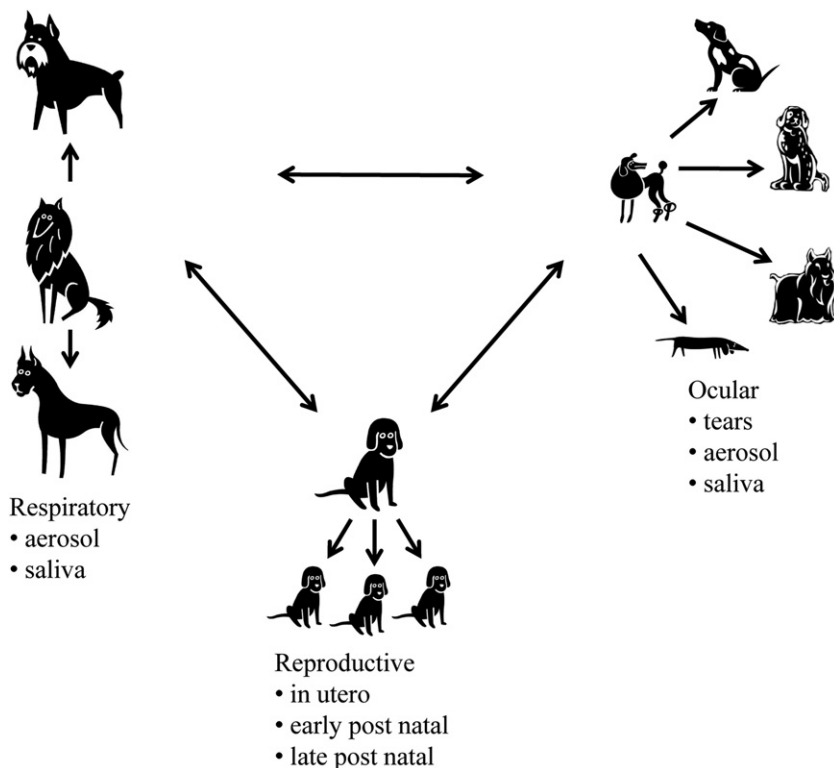 Respiratory
• aerosol
• saliva
Ocular
• tears
• aerosol
• saliva
Reproductive
• in utero
• early post natal
• late post natal